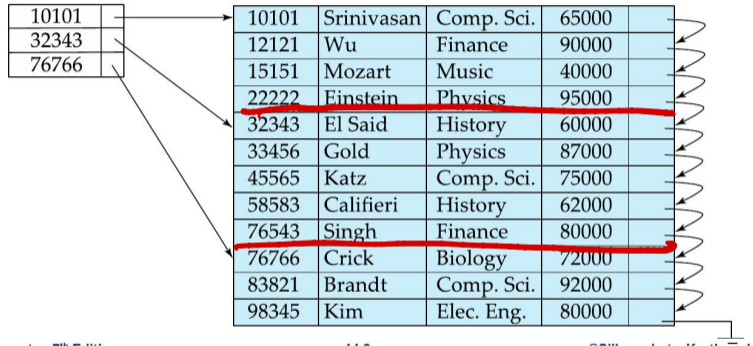 10101
32343
76766
10101 Srinivasan Comp. Sci. 65000
12121 Wu Finance 90000
15151 Mozart Music 40000
22222 Einstein Physics 95000
32343 El Said History 60000
33456 Gold Physics 87000
45565 Katz Comp. Sci. 75000
58583 Califieri History 62000
76543 Singh Finance 80000
76766 Crick Biology 72000
83821 Brandt Comp. Sci. 92000
98345 Kim Elec. Eng. 80000